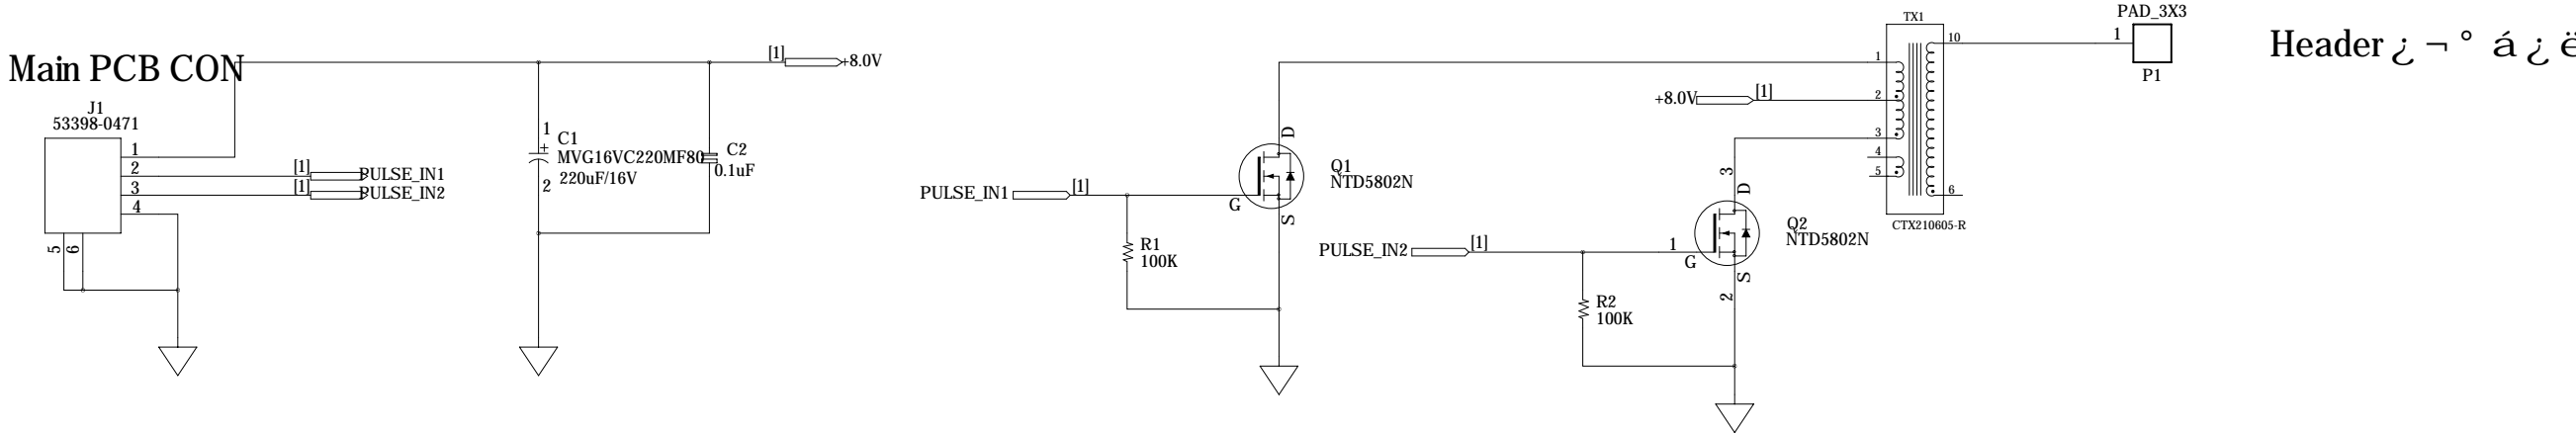 Main PCB CON
J1
53398-0471
1
2
3
4
5
6
[1]
PULSE_IN1
[1]
PULSE_IN2
[1]
+8.0V
1
+
C1
MVG16VC220MF80
220uF/16V
2
C2
0.1uF
PULSE_IN1
[1]
R1
100K
D
G
S
Q1
NTD5802N
PULSE_IN2
[1]
R2
100K
1
G
3
D
S
2
Q2
NTD5802N
+8.0V
[1]
TX1
1
2
3
4
5
10
6
CTX210605-R
PAD_3X3
1
P1
Header ¿ ¬ ° á ¿ ë